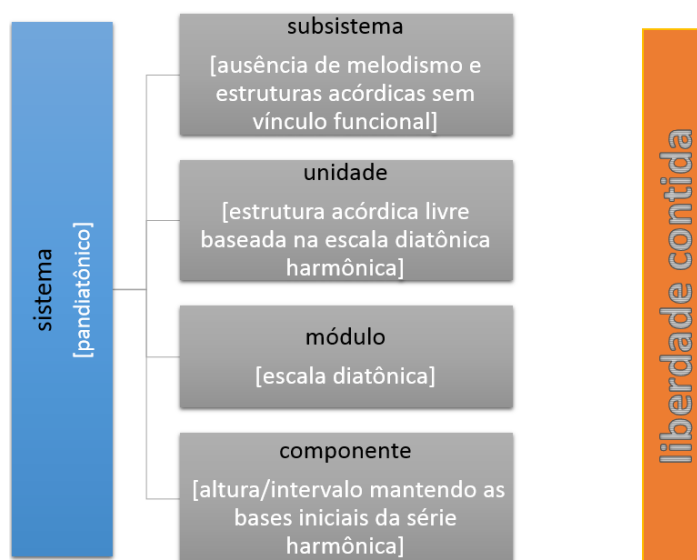 sistema
[pandiatônico]
subsistema
[ausência de melodismo e
estruturas acórdicas sem
vínculo funcional]
unidade
[estrutura acórdica livre
baseada na escala diatônica
harmônica]
módulo
[escala diatônica]
componente
[altura/intervalo mantendo as
bases iniciais da série
harmônica]
liberdade contida